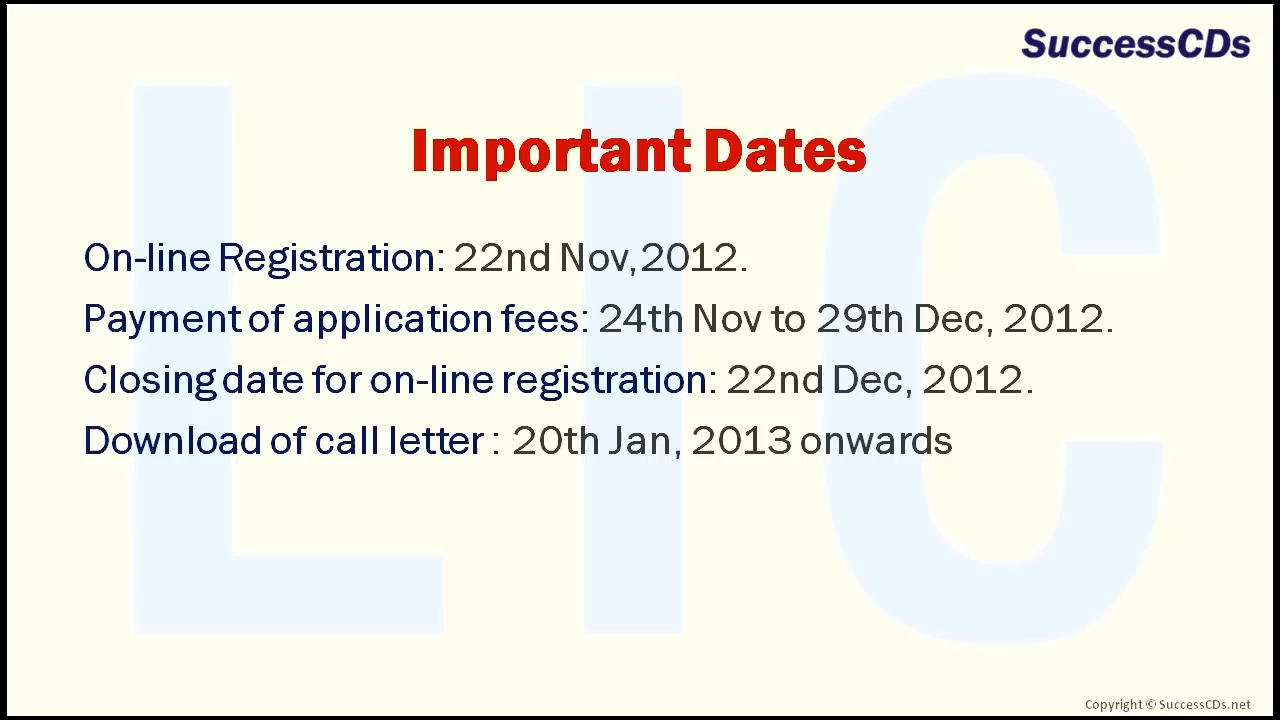 SuccessCDs
LIC
Important Dates
On-line Registration: 22nd Nov,2012.
Payment of application fees: 24th Nov to 29th Dec, 2012.
Closing date for on-line registration: 22nd Dec, 2012.
Download of call letter : 20th Jan, 2013 onwards
Copyright © SuccessCDs.net